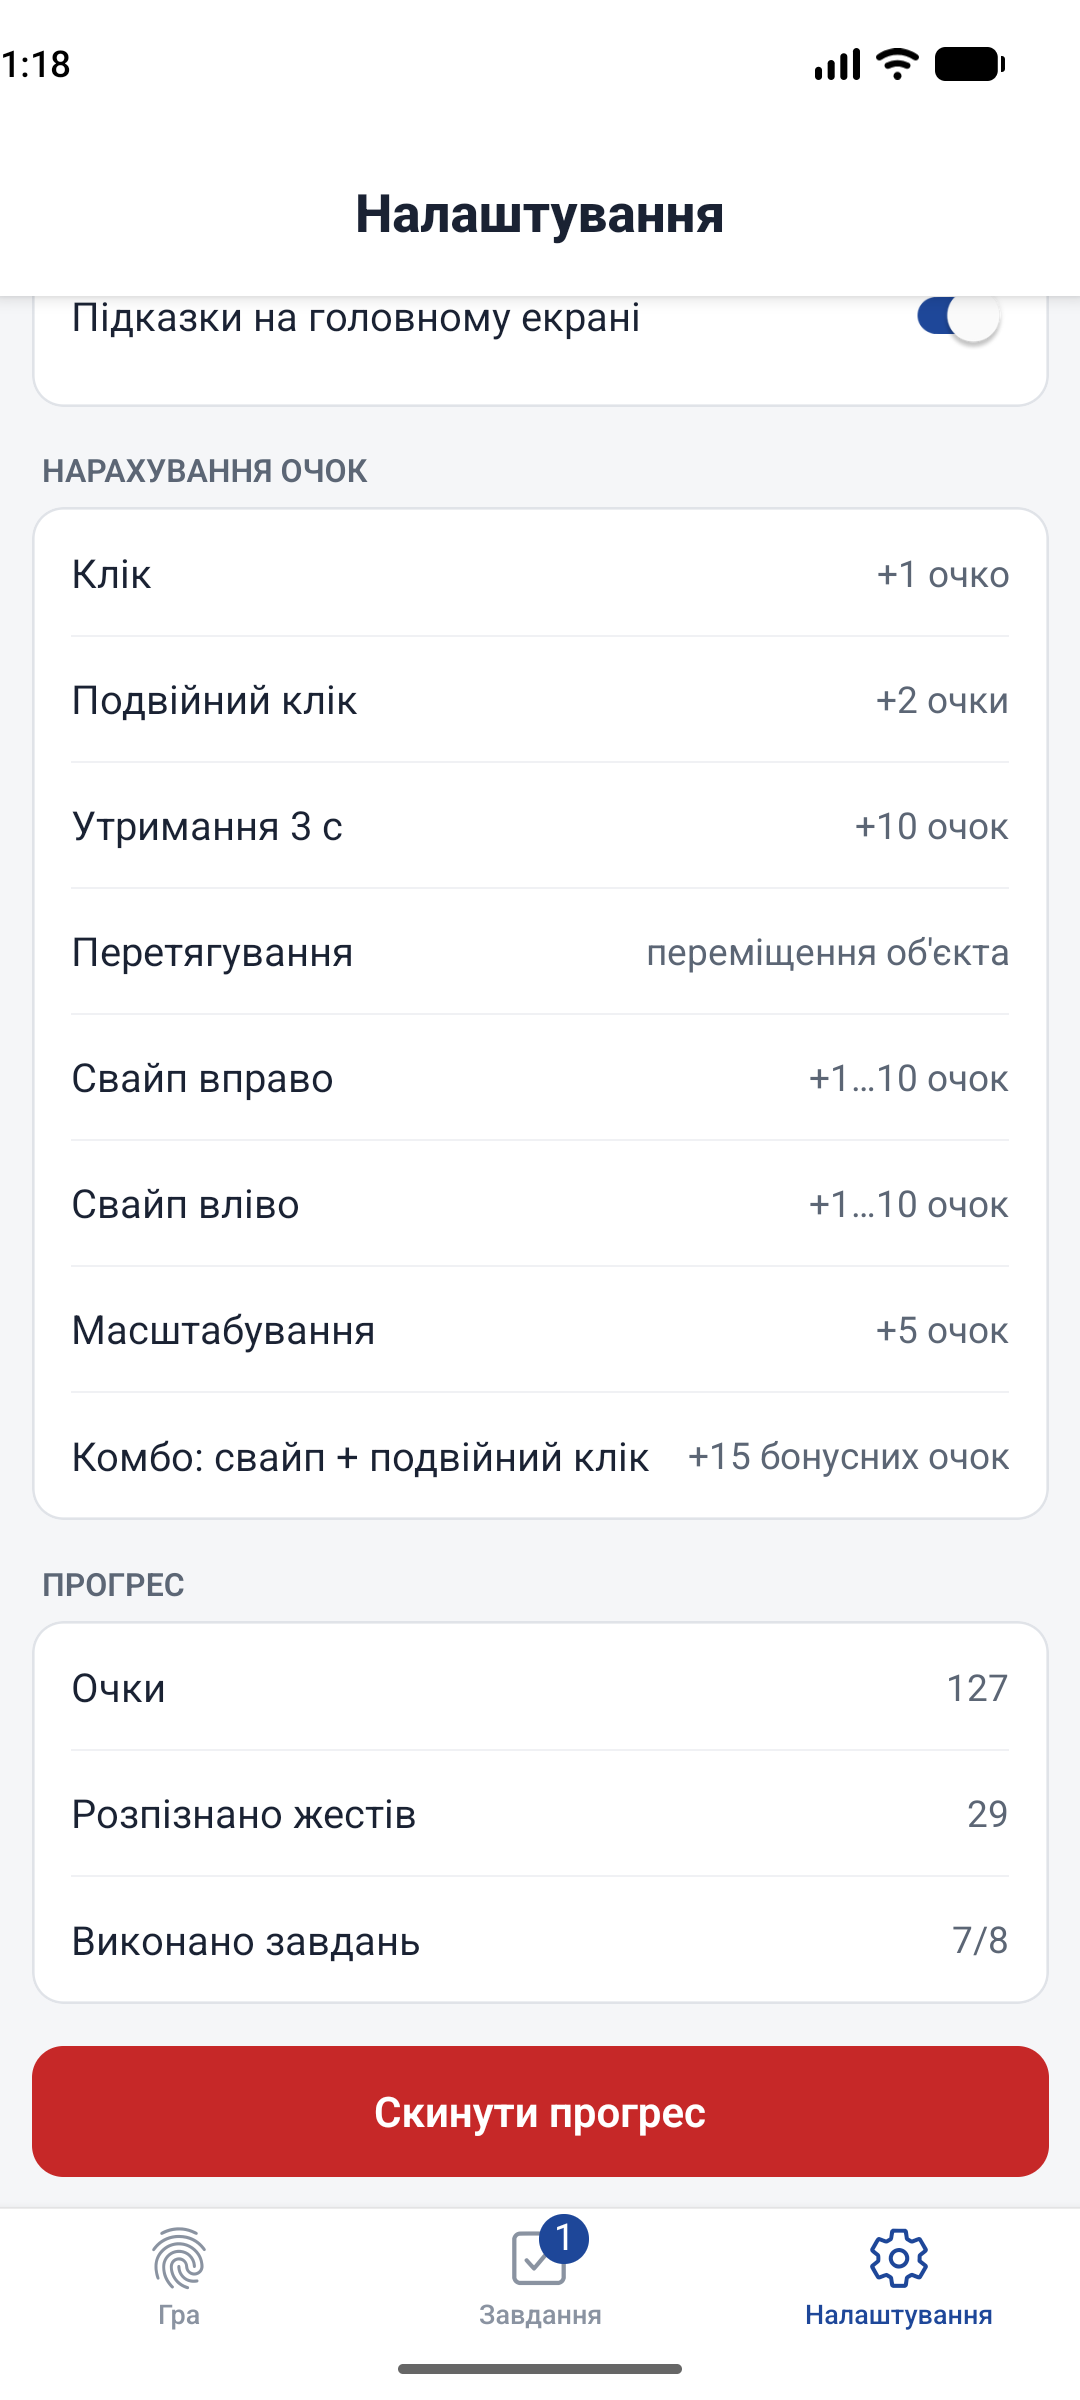 1:18
Налаштування
Підказки на головному екрані
НАРАХУВАННЯ ОЧОК
Клік +1 очко
Подвійний клік +2 очки
Утримання 3 с +10 очок
Перетягування переміщення об'єкта
Свайп вправо +1...10 очок
Свайп вліво +1...10 очок
Масштабування +5 очок
Комбо: свайп + подвійний клік +15 бонусних очок
ПРОГРЕС
Очки 127
Розпізнано жестів 29
Виконано завдань 7/8
Скинути прогрес
1
Гра Завдання Налаштування